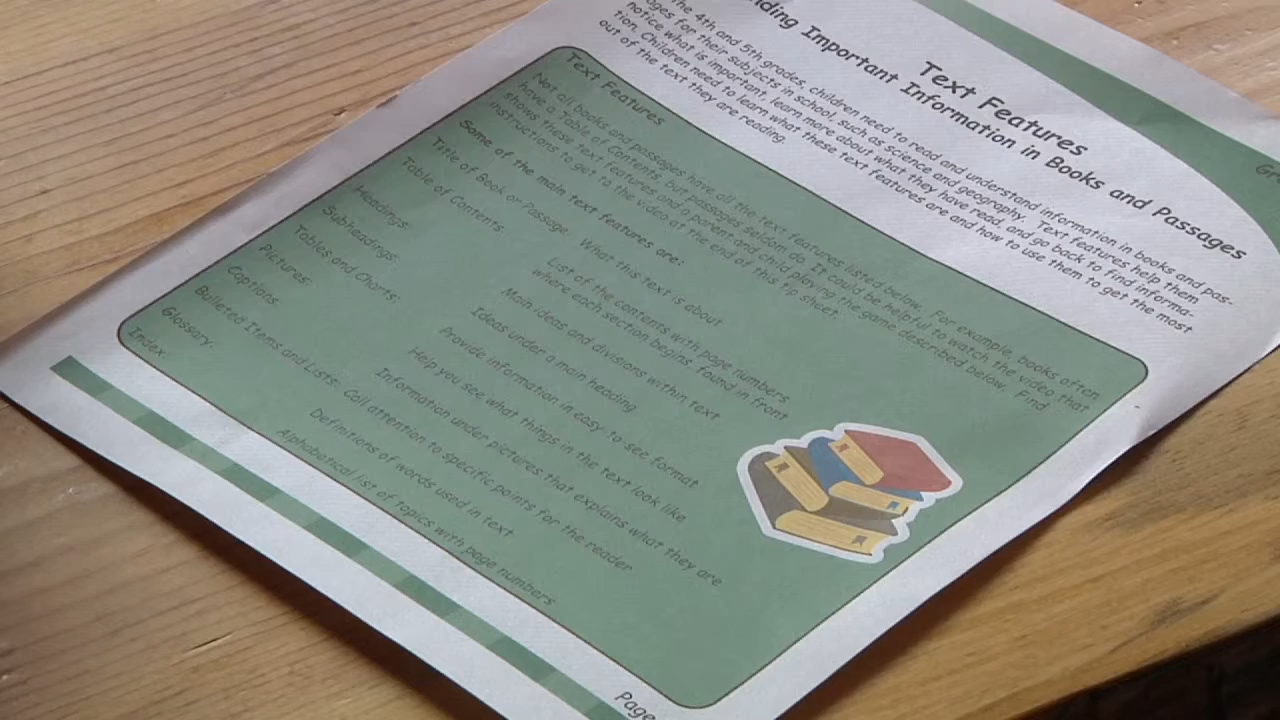 Gr
Text Features
nding Important Information in Books and Passages
the 4th and 5th grades, children need to read and understand information in books and pas-
ages for their subjects in school, such as science and geography. Text features help them
notice what is important, learn more about what they have read, and go back to find informa-
tion. Children need to learn what these text features are and how to use them to get the most
out of the text they are reading.
Text Features
Not all books and passages have all the text features listed below. For example, books often
have a Table of Contents, but passages seldom do. It could be helpful to watch the video that
shows these text features and a parent and child playing the game described below. Find
instructions to get to the video at the end of this tip sheet.
Some of the main text features are:
Title of Book or Passage: What this text is about
Table of Contents: List of the contents with page numbers
where each section begins, found in front
Headings: Main ideas and divisions within text
Subheadings: Ideas under a main heading
Tables and Charts: Provide information in easy-to-see format
Pictures: Help you see what things in the text look like
Captions: Information under pictures that explains what they are
Bulleted Items and Lists: Call attention to specific points for the reader
Glossary: Definitions of words used in text
Index: Alphabetical list of topics with page numbers
Page